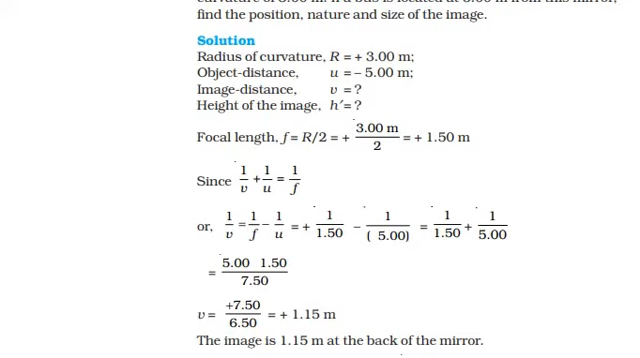 find the position, nature and size of the image.
Solution
Radius of curvature, R = + 3.00 m;
Object-distance, u = – 5.00 m;
Image-distance, v = ?
Height of the image, h′= ?
Focal length, f = R/2 = + 3.00 m / 2 = + 1.50 m
Since 1/v + 1/u = 1/f
or, 1/v = 1/f − 1/u = + 1/1.50 − 1/( 5.00) = 1/1.50 + 1/5.00
= 5.00 1.50 / 7.50
v = +7.50 / 6.50 = + 1.15 m
The image is 1.15 m at the back of the mirror.